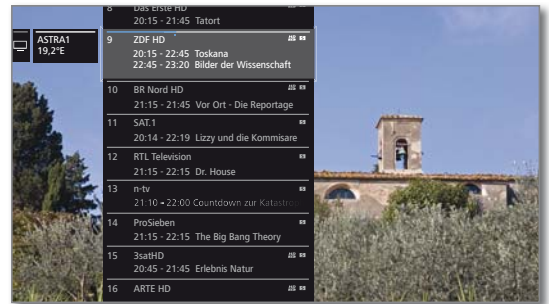 8 Das Erste HD
20:15 - 21:45 Tatort
ASTRA1
19,2°E
9 ZDF HD
20:15 - 22:45 Toskana
22:45 - 23:20 Bilder der Wissenschaft
10 BR Nord HD
21:15 - 21:45 Vor Ort - Die Reportage
11 SAT.1
20:14 - 22:19 Lizzy und die Kommisare
12 RTL Television
21:15 - 22:15 Dr. House
13 n-tv
21:10 - 22:00 Countdown zur Katastrop
14 ProSieben
21:15 - 22:15 The Big Bang Theory
15 3satHD
20:45 - 21:45 Erlebnis Natur
16 ARTE HD